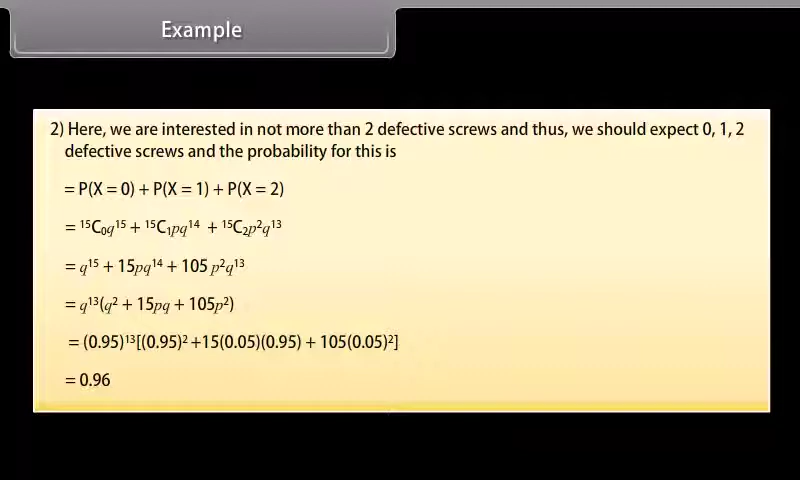 Example
2) Here, we are interested in not more than 2 defective screws and thus, we should expect 0, 1, 2
defective screws and the probability for this is
= P(X = 0) + P(X = 1) + P(X = 2)
= ¹⁵C₀q¹⁵ + ¹⁵C₁pq¹⁴ + ¹⁵C₂p²q¹³
= q¹⁵ + 15pq¹⁴ + 105 p²q¹³
= q¹³(q² + 15pq + 105p²)
= (0.95)¹³[(0.95)² +15(0.05)(0.95) + 105(0.05)²]
= 0.96